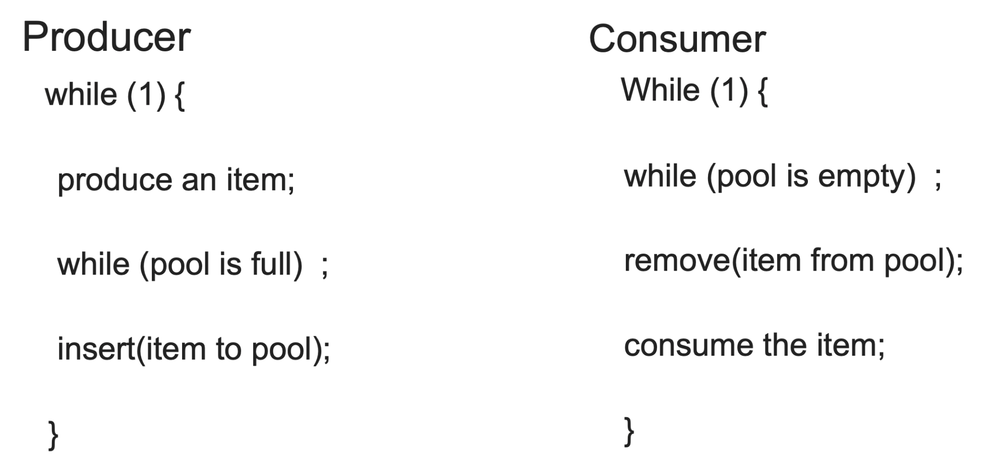 Producer
while (1) {
produce an item;
while (pool is full)  ;
insert(item to pool);
}
Consumer
While (1) {
while (pool is empty)  ;
remove(item from pool);
consume the item;
}